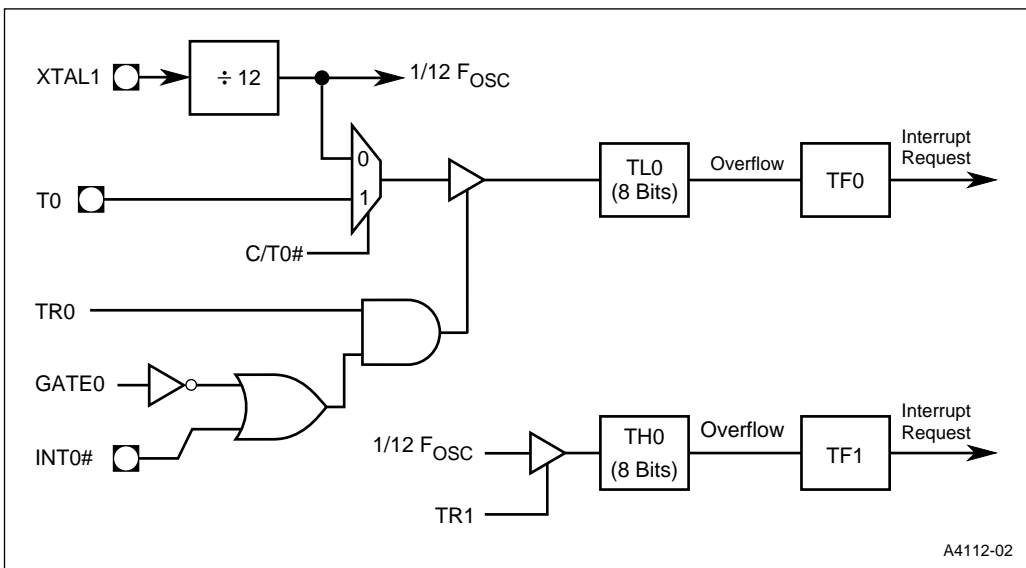 XTAL1
÷ 12
1/12 FOSC
0
1
T0
C/T0#
TL0
(8 Bits)
Overflow
TF0
Interrupt
Request
TR0
GATE0
INT0#
1/12 FOSC
TR1
TH0
(8 Bits)
Overflow
TF1
Interrupt
Request
A4112-02